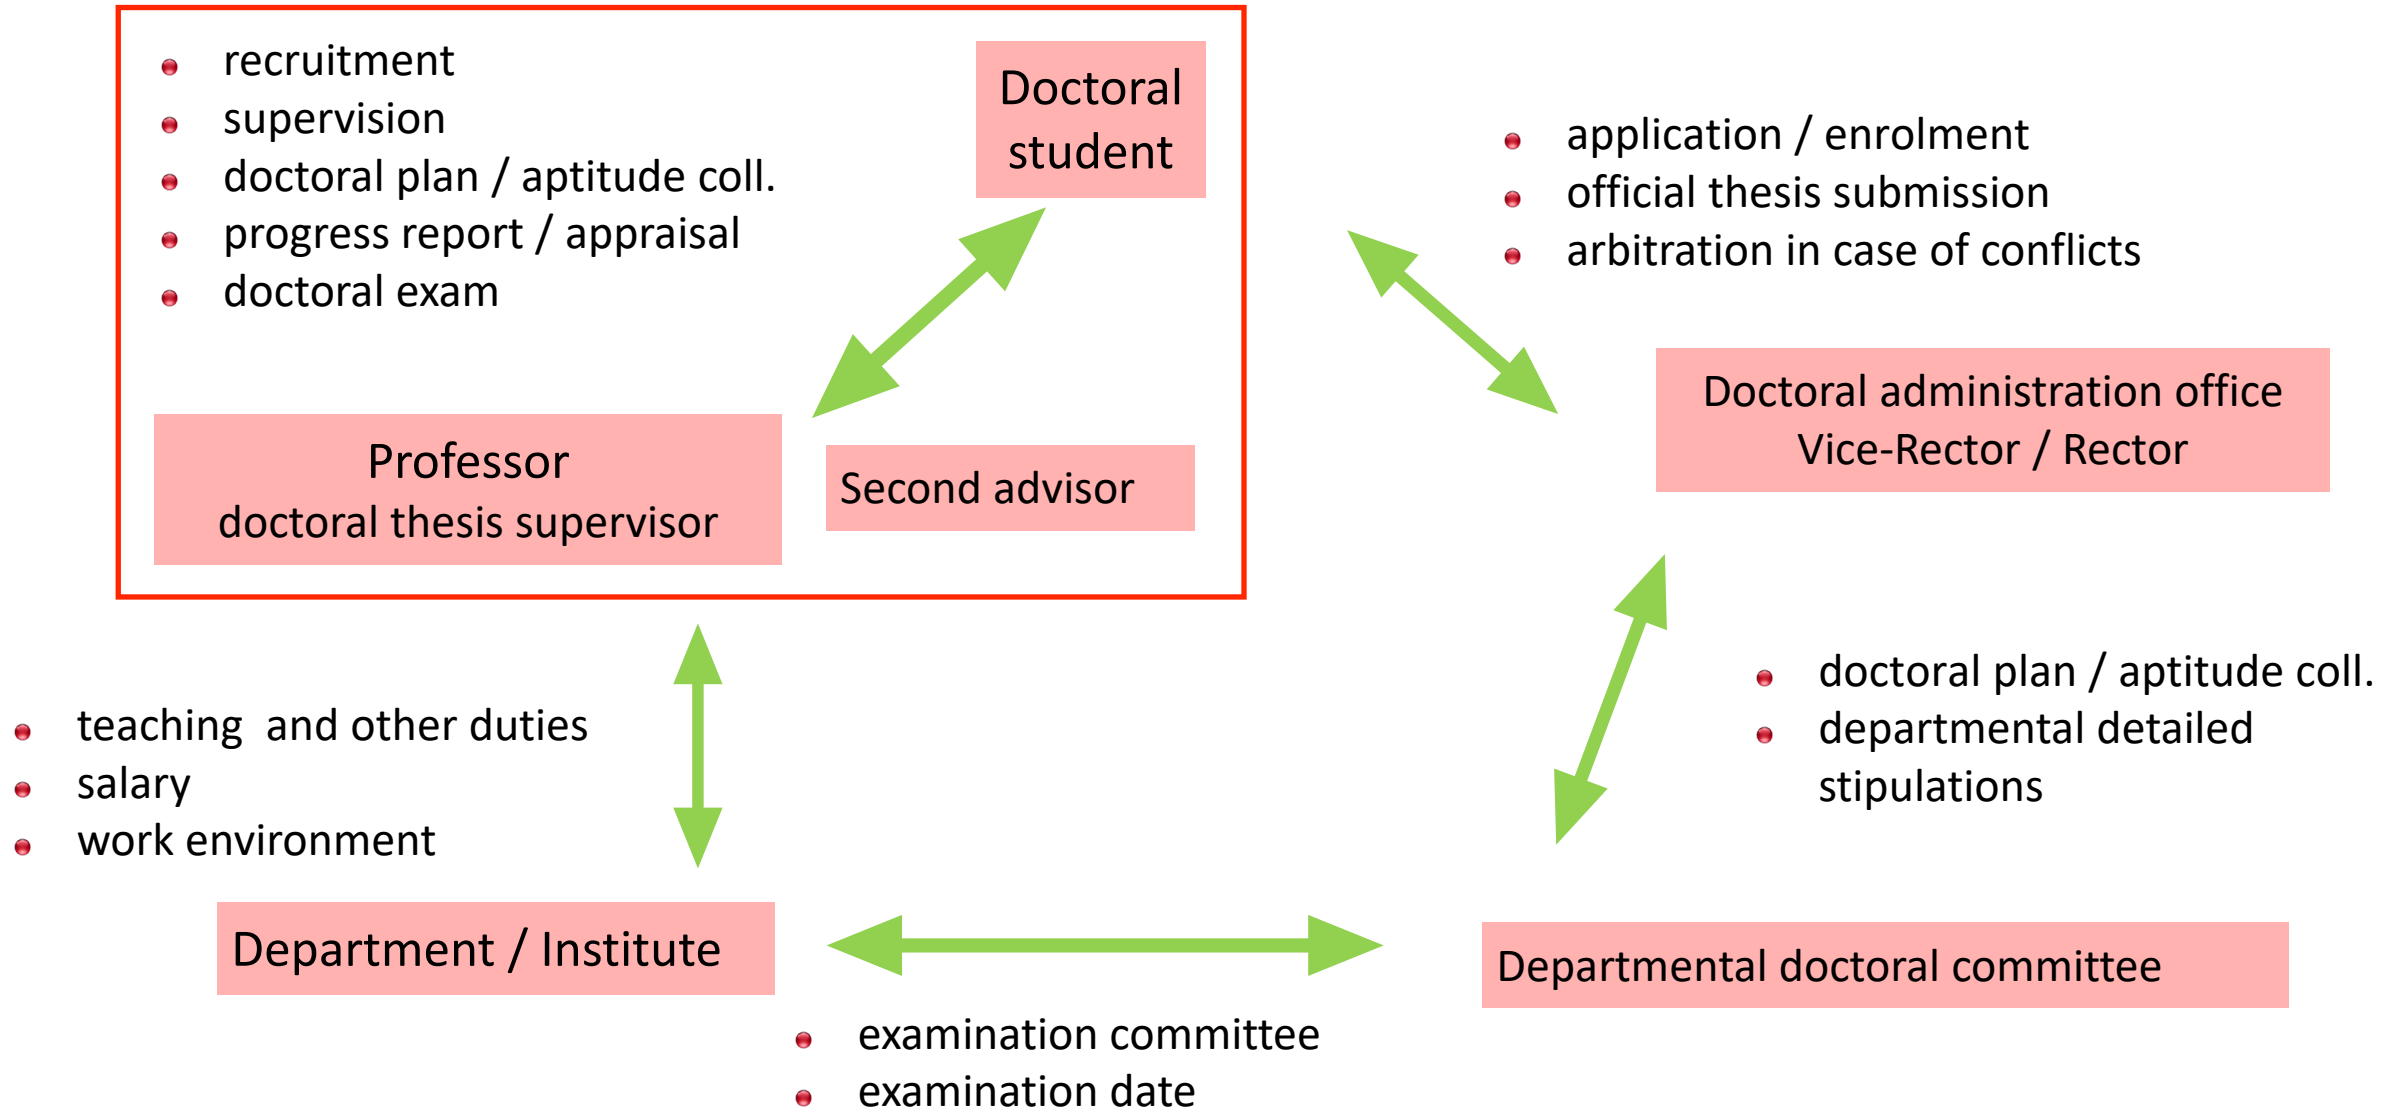 recruitment
supervision
doctoral plan / aptitude coll.
progress report / appraisal
doctoral exam
Doctoral
student
application / enrolment
official thesis submission
arbitration in case of conflicts
Professor
doctoral thesis supervisor
Second advisor
Doctoral administration office
Vice-Rector / Rector
teaching  and other duties
salary
work environment
doctoral plan / aptitude coll.
departmental detailed
stipulations
Department / Institute
Departmental doctoral committee
examination committee
examination date